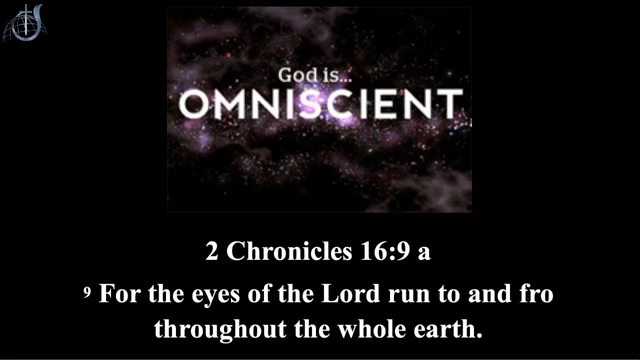 God is...
OMNISCIENT
2 Chronicles 16:9 a
9 For the eyes of the Lord run to and fro
throughout the whole earth.